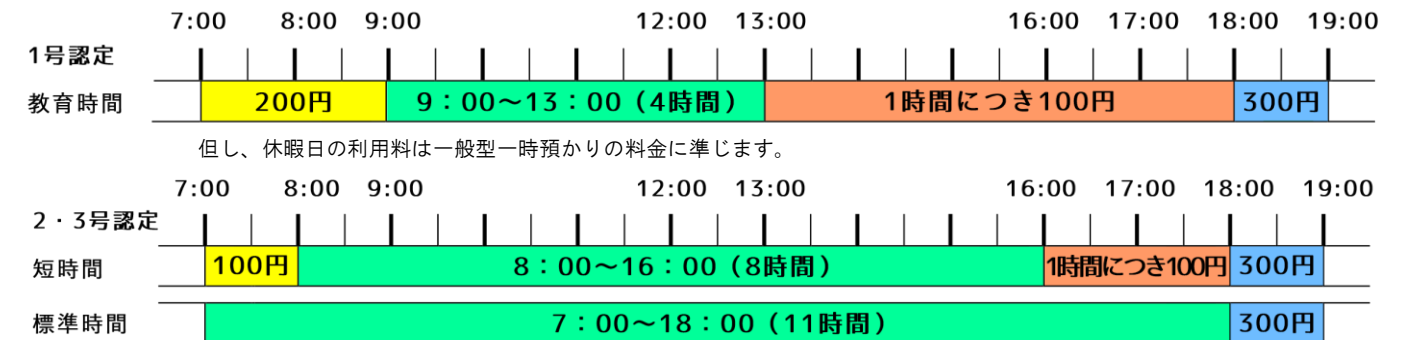 7:00 8:00 9:00 12:00 13:00 16:00 17:00 18:00 19:00
1号認定
教育時間 200円 9:00~13:00(4時間) 1時間につき100円 300円
但し、休暇日の利用料は一般型一時預かりの料金に準じます。
7:00 8:00 9:00 12:00 13:00 16:00 17:00 18:00 19:00
2・3号認定
短時間 100円 8:00~16:00(8時間) 1時間につき100円 300円
標準時間 7:00~18:00(11時間) 300円